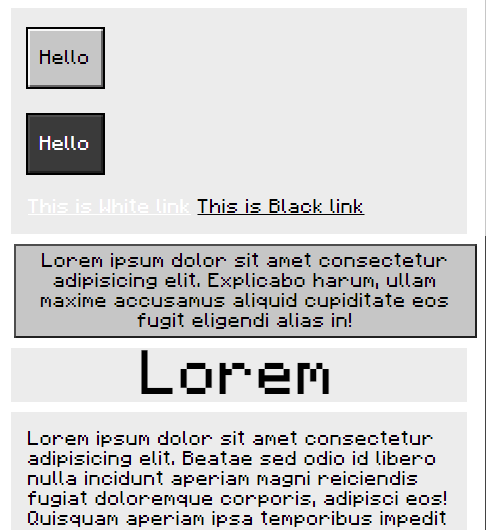 Hello
Hello
This is White link This is Black link
Lorem ipsum dolor sit amet consectetur
adipisicing elit. Explicabo harum, ullam
maxime accusamus aliquid cupiditate eos
fugit eligendi alias in!
Lorem
Lorem ipsum dolor sit amet consectetur
adipisicing elit. Beatae sed odio id libero
nulla incidunt aperiam magni reiciendis
fugiat doloremque corporis, adipisci eos!
Quisquam aperiam ipsa temporibus impedit